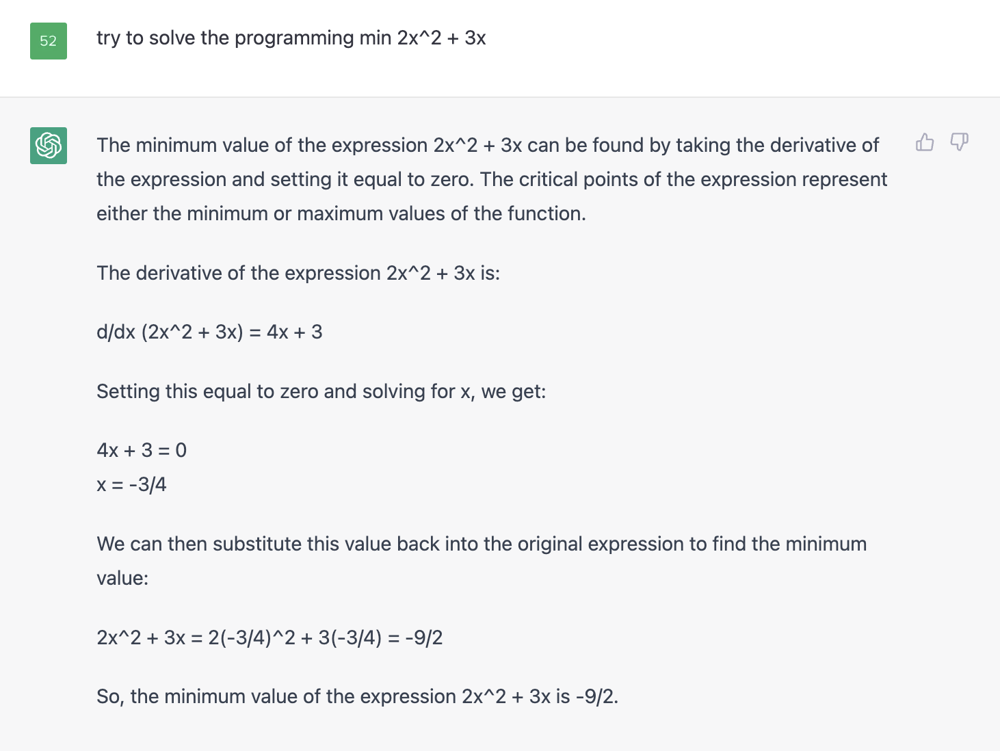 52
try to solve the programming min 2x^2 + 3x
The minimum value of the expression 2x^2 + 3x can be found by taking the derivative of
the expression and setting it equal to zero. The critical points of the expression represent
either the minimum or maximum values of the function.
The derivative of the expression 2x^2 + 3x is:
d/dx (2x^2 + 3x) = 4x + 3
Setting this equal to zero and solving for x, we get:
4x + 3 = 0
x = -3/4
We can then substitute this value back into the original expression to find the minimum
value:
2x^2 + 3x = 2(-3/4)^2 + 3(-3/4) = -9/2
So, the minimum value of the expression 2x^2 + 3x is -9/2.